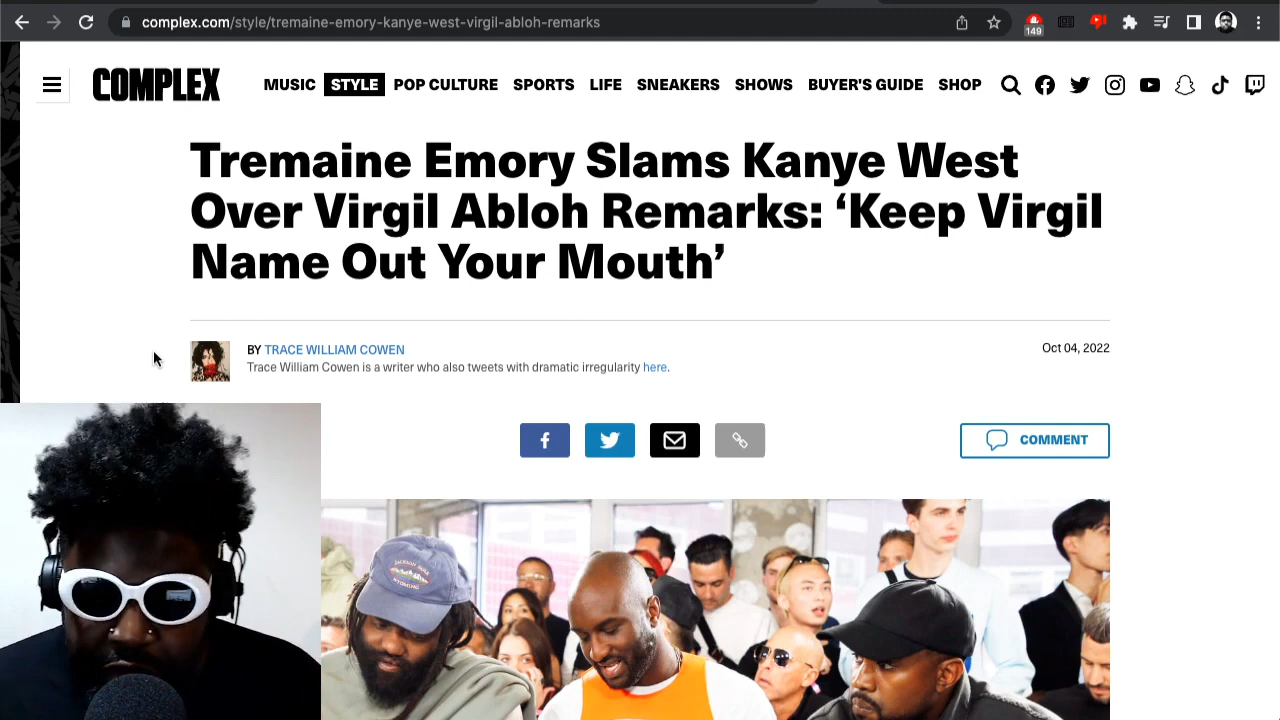 complex.com/style/tremaine-emory-kanye-west-virgil-abloh-remarks
149
COMPLEX
MUSIC STYLE POP CULTURE SPORTS LIFE SNEAKERS SHOWS BUYER'S GUIDE SHOP
Tremaine Emory Slams Kanye West
Over Virgil Abloh Remarks: ‘Keep Virgil
Name Out Your Mouth’
BY TRACE WILLIAM COWEN
Oct 04, 2022
Trace William Cowen is a writer who also tweets with dramatic irregularity here.
f
COMMENT
JACKSON HOLE
WYOMING